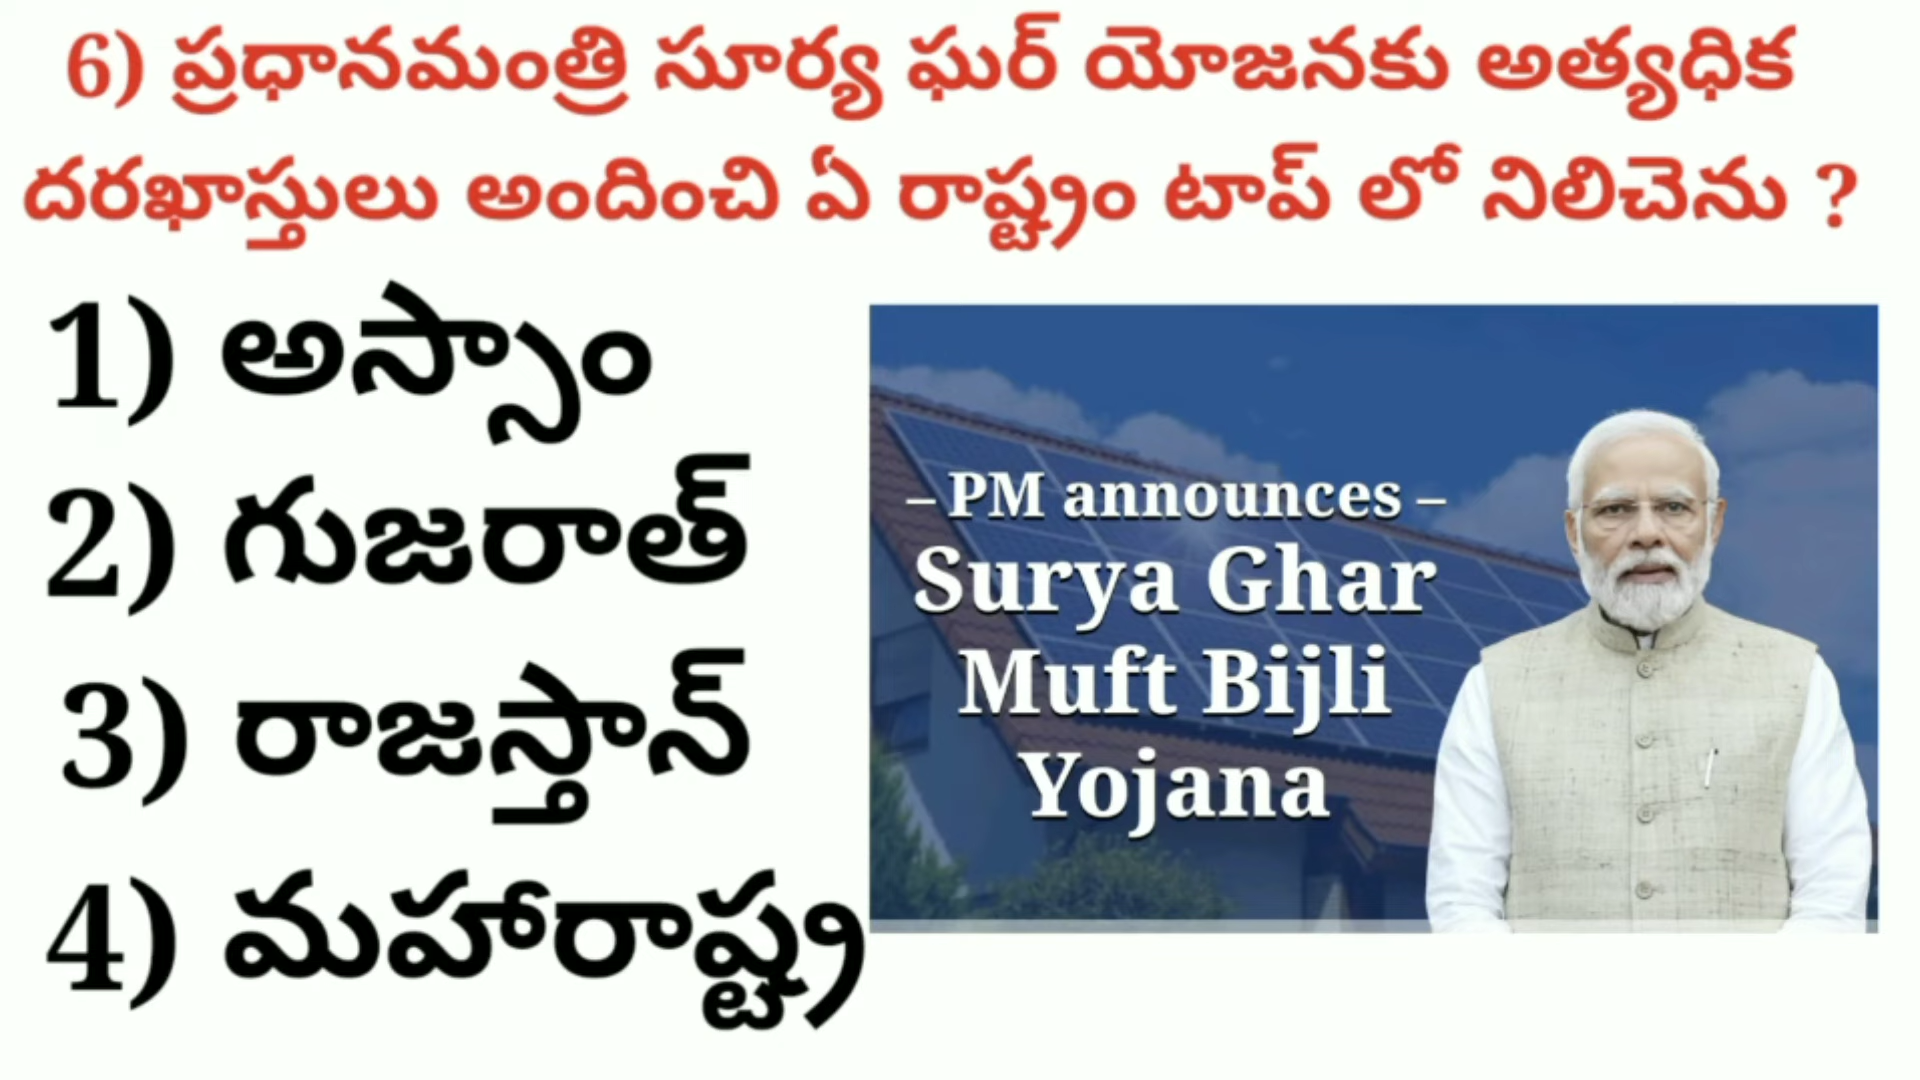 6) ప్రధానమంత్రి సూర్య ఘర్ యోజనకు అత్యధిక
దరఖాస్తులు అందించి ఏ రాష్ట్రం టాప్ లో నిలిచెను ?
1) అస్సాం
2) గుజరాత్
3) రాజస్తాన్
4) మహారాష్ట్ర
– PM announces –
Surya Ghar
Muft Bijli
Yojana